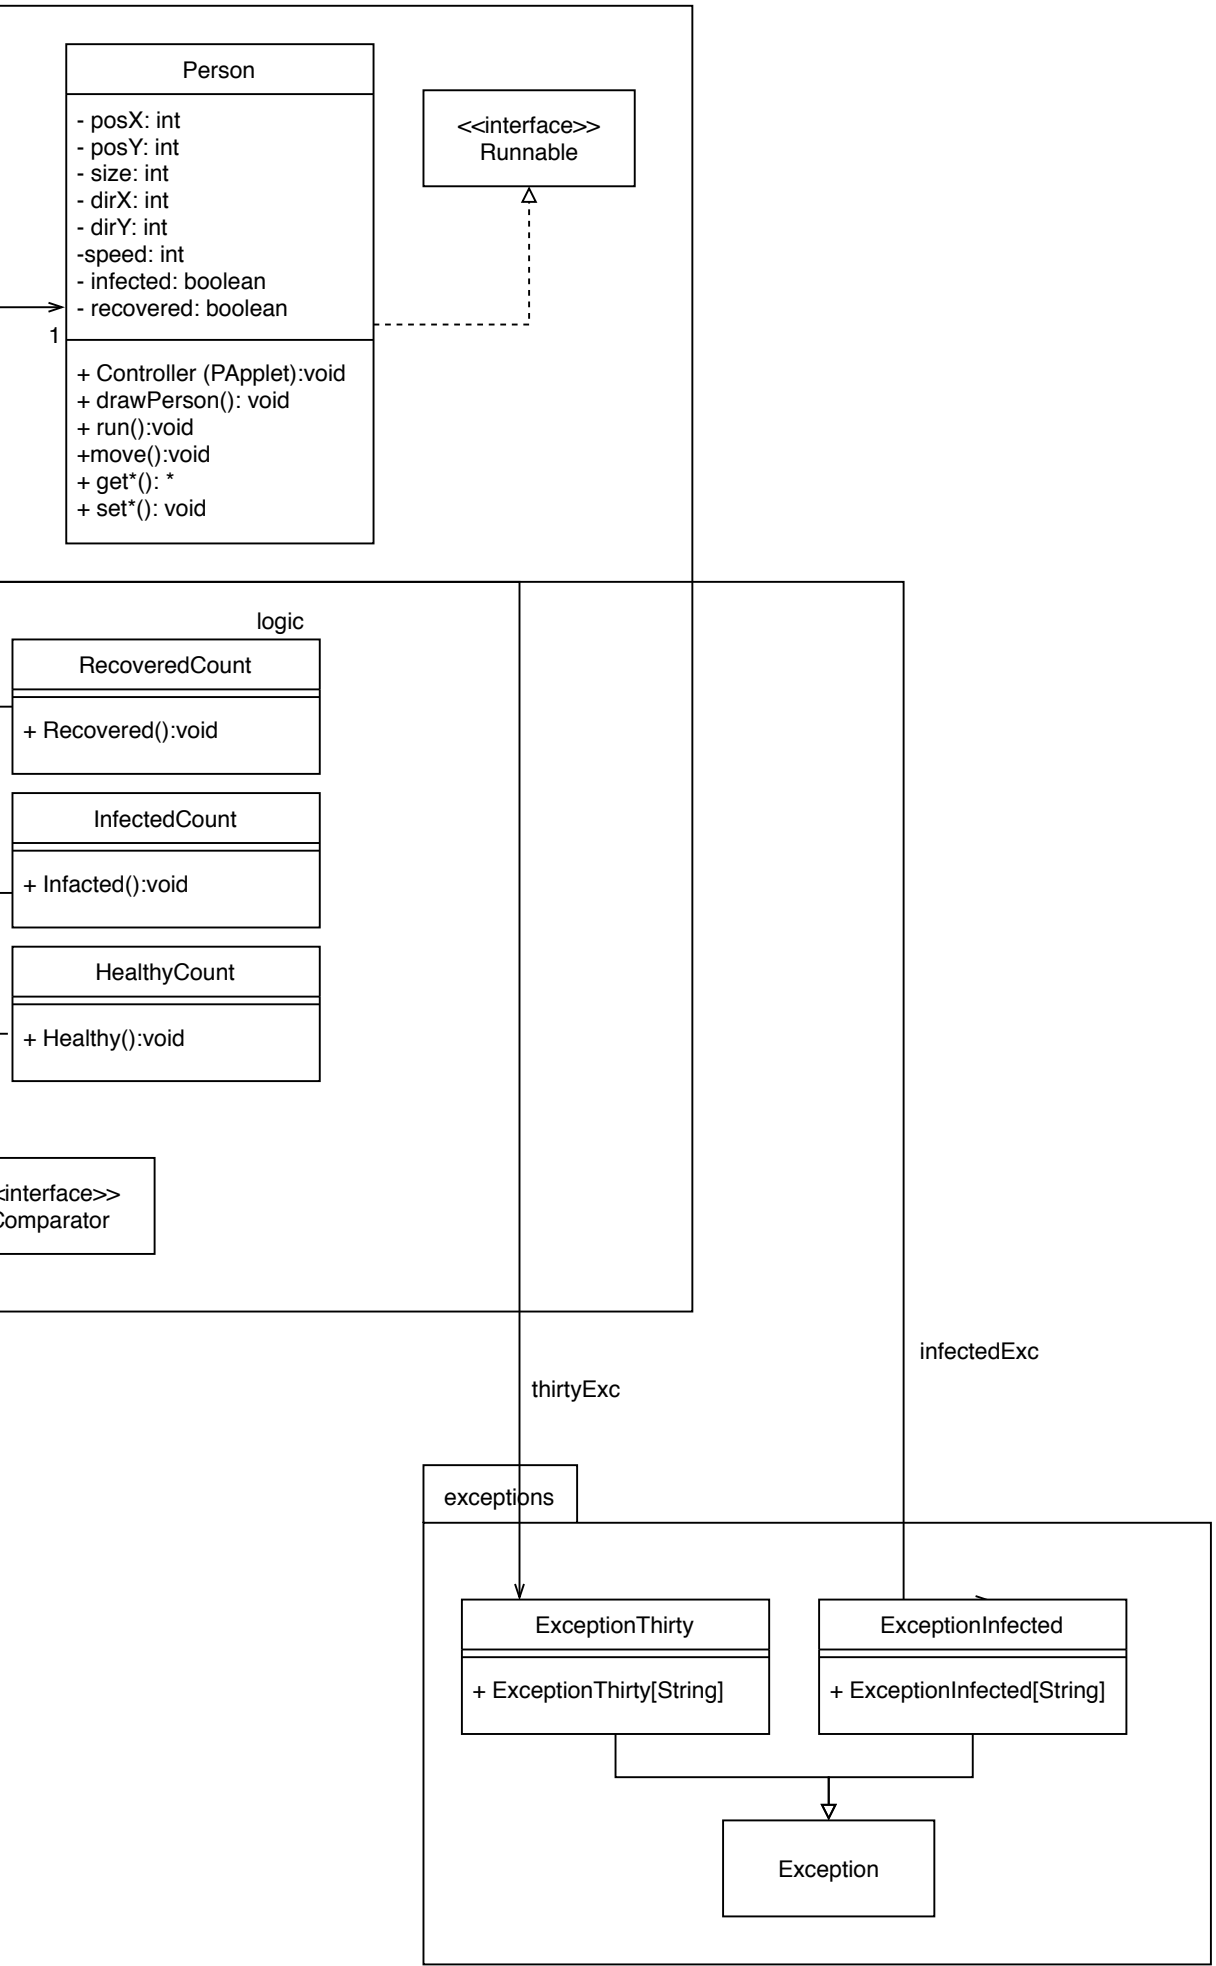 Person
- posX: int
- posY: int
- size: int
- dirX: int
- dirY: int
-speed: int
- infected: boolean
- recovered: boolean
+ Controller (PApplet):void
+ drawPerson(): void
+ run():void
+move():void
+ get*(): *
+ set*(): void
<<interface>>
Runnable
1
logic
RecoveredCount
+ Recovered():void
InfectedCount
+ Infacted():void
HealthyCount
+ Healthy():void
<interface>>
Comparator
infectedExc
thirtyExc
exceptions
ExceptionThirty
+ ExceptionThirty[String]
ExceptionInfected
+ ExceptionInfected[String]
Exception